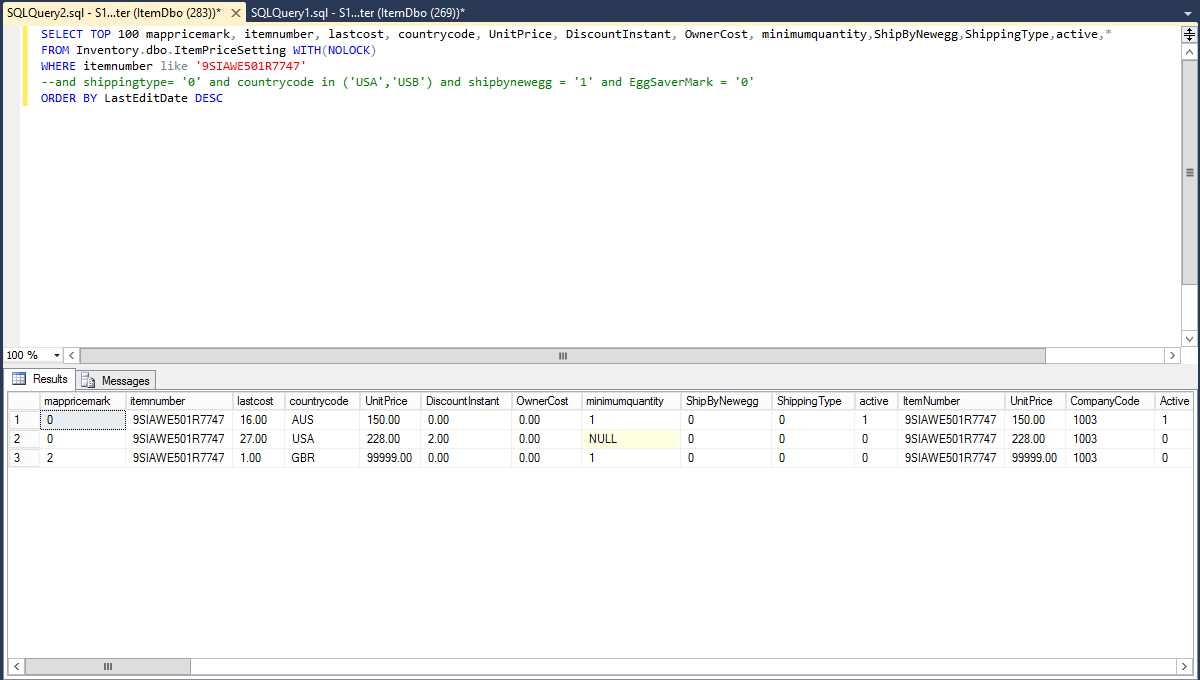 SQLQuery2.sql - S1...ter (ItemDbo (283))* SQLQuery1.sql - S1...ter (ItemDbo (269))*
SELECT TOP 100 mappricemark, itemnumber, lastcost, countrycode, UnitPrice, DiscountInstant, OwnerCost, minimumquantity,ShipByNewegg,ShippingType,active,*
FROM Inventory.dbo.ItemPriceSetting WITH(NOLOCK)
WHERE itemnumber like '9SIAWE501R7747'
--and shippingtype= '0' and countrycode in ('USA','USB') and shipbynewegg = '1' and EggSaverMark = '0'
ORDER BY LastEditDate DESC
100 %
Results Messages
mappricemark itemnumber lastcost countrycode UnitPrice DiscountInstant OwnerCost minimumquantity ShipByNewegg ShippingType active ItemNumber UnitPrice CompanyCode Active
1 0 9SIAWE501R7747 16.00 AUS 150.00 0.00 0.00 1 0 0 1 9SIAWE501R7747 150.00 1003 1
2 0 9SIAWE501R7747 27.00 USA 228.00 2.00 0.00 NULL 0 0 0 9SIAWE501R7747 228.00 1003 0
3 2 9SIAWE501R7747 1.00 GBR 99999.00 0.00 0.00 1 0 0 0 9SIAWE501R7747 99999.00 1003 0